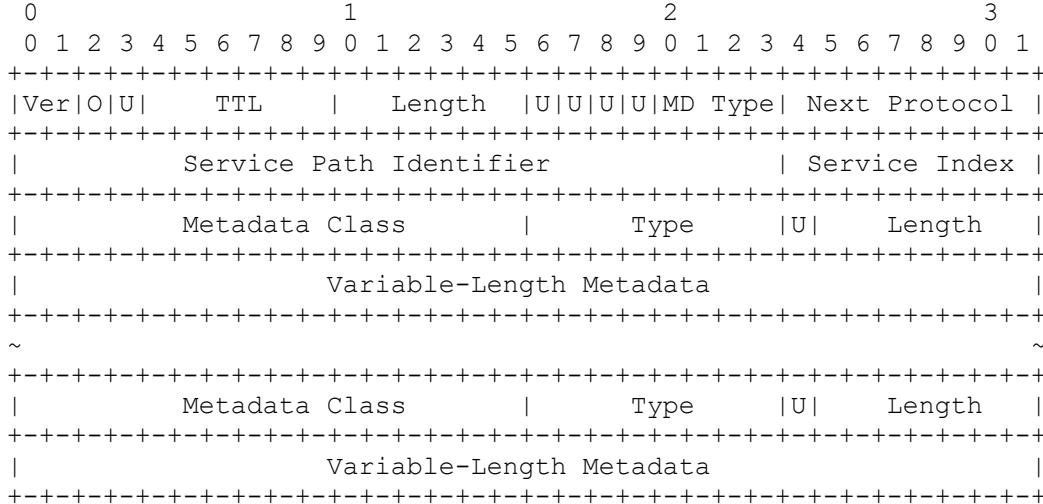 0                   1                   2                   3
 0 1 2 3 4 5 6 7 8 9 0 1 2 3 4 5 6 7 8 9 0 1 2 3 4 5 6 7 8 9 0 1
+-+-+-+-+-+-+-+-+-+-+-+-+-+-+-+-+-+-+-+-+-+-+-+-+-+-+-+-+-+-+-+-+
|Ver|O|U|    TTL    |   Length  |U|U|U|U|MD Type| Next Protocol |
+-+-+-+-+-+-+-+-+-+-+-+-+-+-+-+-+-+-+-+-+-+-+-+-+-+-+-+-+-+-+-+-+
|          Service Path Identifier              | Service Index |
+-+-+-+-+-+-+-+-+-+-+-+-+-+-+-+-+-+-+-+-+-+-+-+-+-+-+-+-+-+-+-+-+
|          Metadata Class       |      Type     |U|    Length   |
+-+-+-+-+-+-+-+-+-+-+-+-+-+-+-+-+-+-+-+-+-+-+-+-+-+-+-+-+-+-+-+-+
|                   Variable-Length Metadata                    |
+-+-+-+-+-+-+-+-+-+-+-+-+-+-+-+-+-+-+-+-+-+-+-+-+-+-+-+-+-+-+-+-+
~                                                               ~
+-+-+-+-+-+-+-+-+-+-+-+-+-+-+-+-+-+-+-+-+-+-+-+-+-+-+-+-+-+-+-+-+
|          Metadata Class       |      Type     |U|    Length   |
+-+-+-+-+-+-+-+-+-+-+-+-+-+-+-+-+-+-+-+-+-+-+-+-+-+-+-+-+-+-+-+-+
|                   Variable-Length Metadata                    |
+-+-+-+-+-+-+-+-+-+-+-+-+-+-+-+-+-+-+-+-+-+-+-+-+-+-+-+-+-+-+-+-+